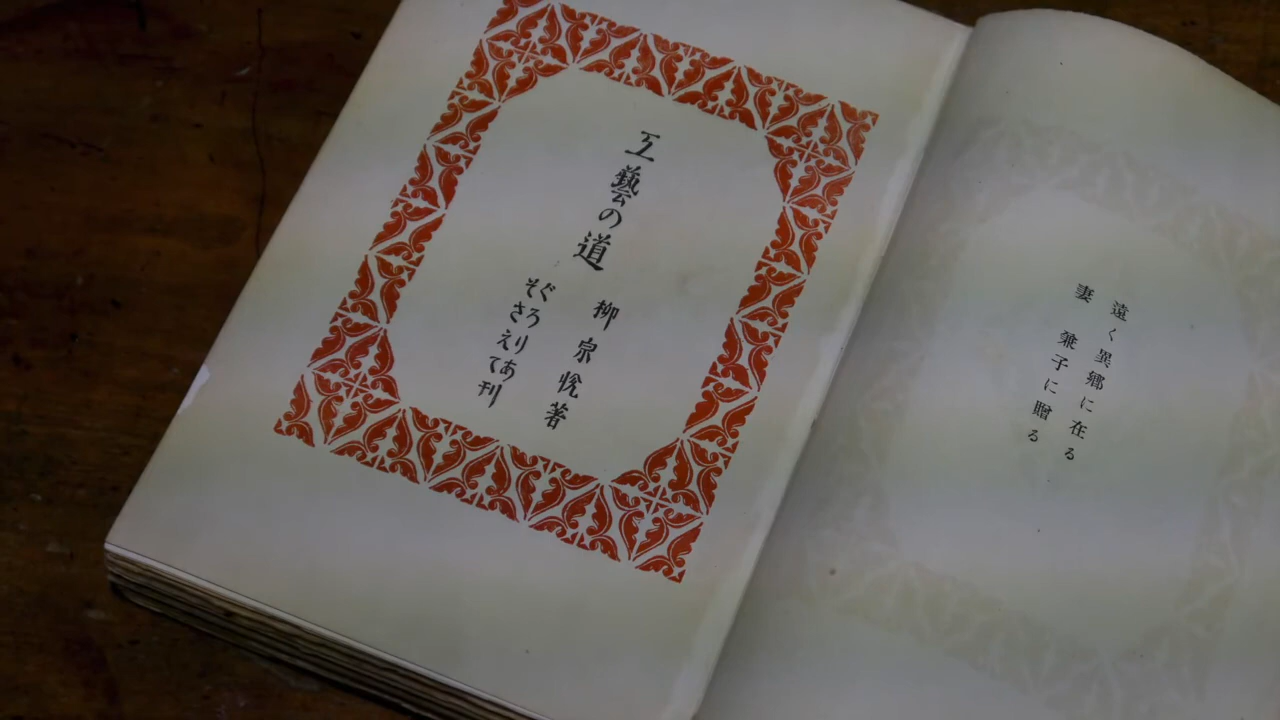 工藝の道
柳宗悅著
ぐろりあ
そさえて刊
遠く異鄕に在る
妻 兼子に贈る